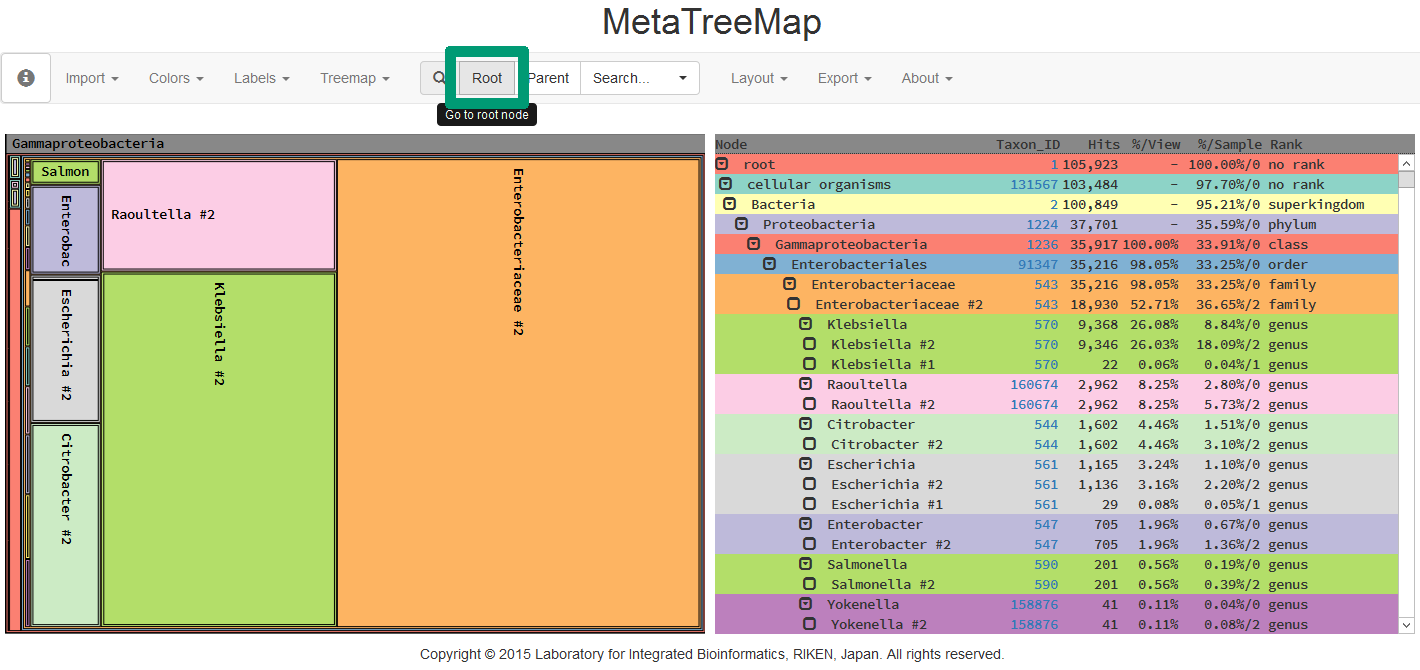 MetaTreeMap
Import Colors Labels Treemap Root Parent Search... Layout Export About
Go to root node
Gammaproteobacteria
Salmon
Enterobac
Escherichia #2
Citrobacter #2
Raoultella #2
Klebsiella #2
Enterobacteriaceae #2
Node Taxon_ID Hits %/View %/Sample Rank
root 1 105,923 – 100.00%/0 no rank
cellular organisms 131567 103,484 – 97.70%/0 no rank
Bacteria 2 100,849 – 95.21%/0 superkingdom
Proteobacteria 1224 37,701 – 35.59%/0 phylum
Gammaproteobacteria 1236 35,917 100.00% 33.91%/0 class
Enterobacteriales 91347 35,216 98.05% 33.25%/0 order
Enterobacteriaceae 543 35,216 98.05% 33.25%/0 family
Enterobacteriaceae #2 543 18,930 52.71% 36.65%/2 family
Klebsiella 570 9,368 26.08% 8.84%/0 genus
Klebsiella #2 570 9,346 26.03% 18.09%/2 genus
Klebsiella #1 570 22 0.06% 0.04%/1 genus
Raoultella 160674 2,962 8.25% 2.80%/0 genus
Raoultella #2 160674 2,962 8.25% 5.73%/2 genus
Citrobacter 544 1,602 4.46% 1.51%/0 genus
Citrobacter #2 544 1,602 4.46% 3.10%/2 genus
Escherichia 561 1,165 3.24% 1.10%/0 genus
Escherichia #2 561 1,136 3.16% 2.20%/2 genus
Escherichia #1 561 29 0.08% 0.05%/1 genus
Enterobacter 547 705 1.96% 0.67%/0 genus
Enterobacter #2 547 705 1.96% 1.36%/2 genus
Salmonella 590 201 0.56% 0.19%/0 genus
Salmonella #2 590 201 0.56% 0.39%/2 genus
Yokenella 158876 41 0.11% 0.04%/0 genus
Yokenella #2 158876 41 0.11% 0.08%/2 genus
Copyright © 2015 Laboratory for Integrated Bioinformatics, RIKEN, Japan. All rights reserved.